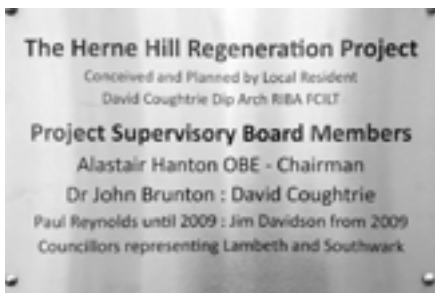 The Herne Hill Regeneration Project
Conceived and Planned by Local Resident
David Coughtrie Dip Arch RIBA FCILT
Project Supervisory Board Members
Alastair Hanton OBE - Chairman
Dr John Brunton : David Coughtrie
Paul Reynolds until 2009 : Jim Davidson from 2009
Councillors representing Lambeth and Southwark